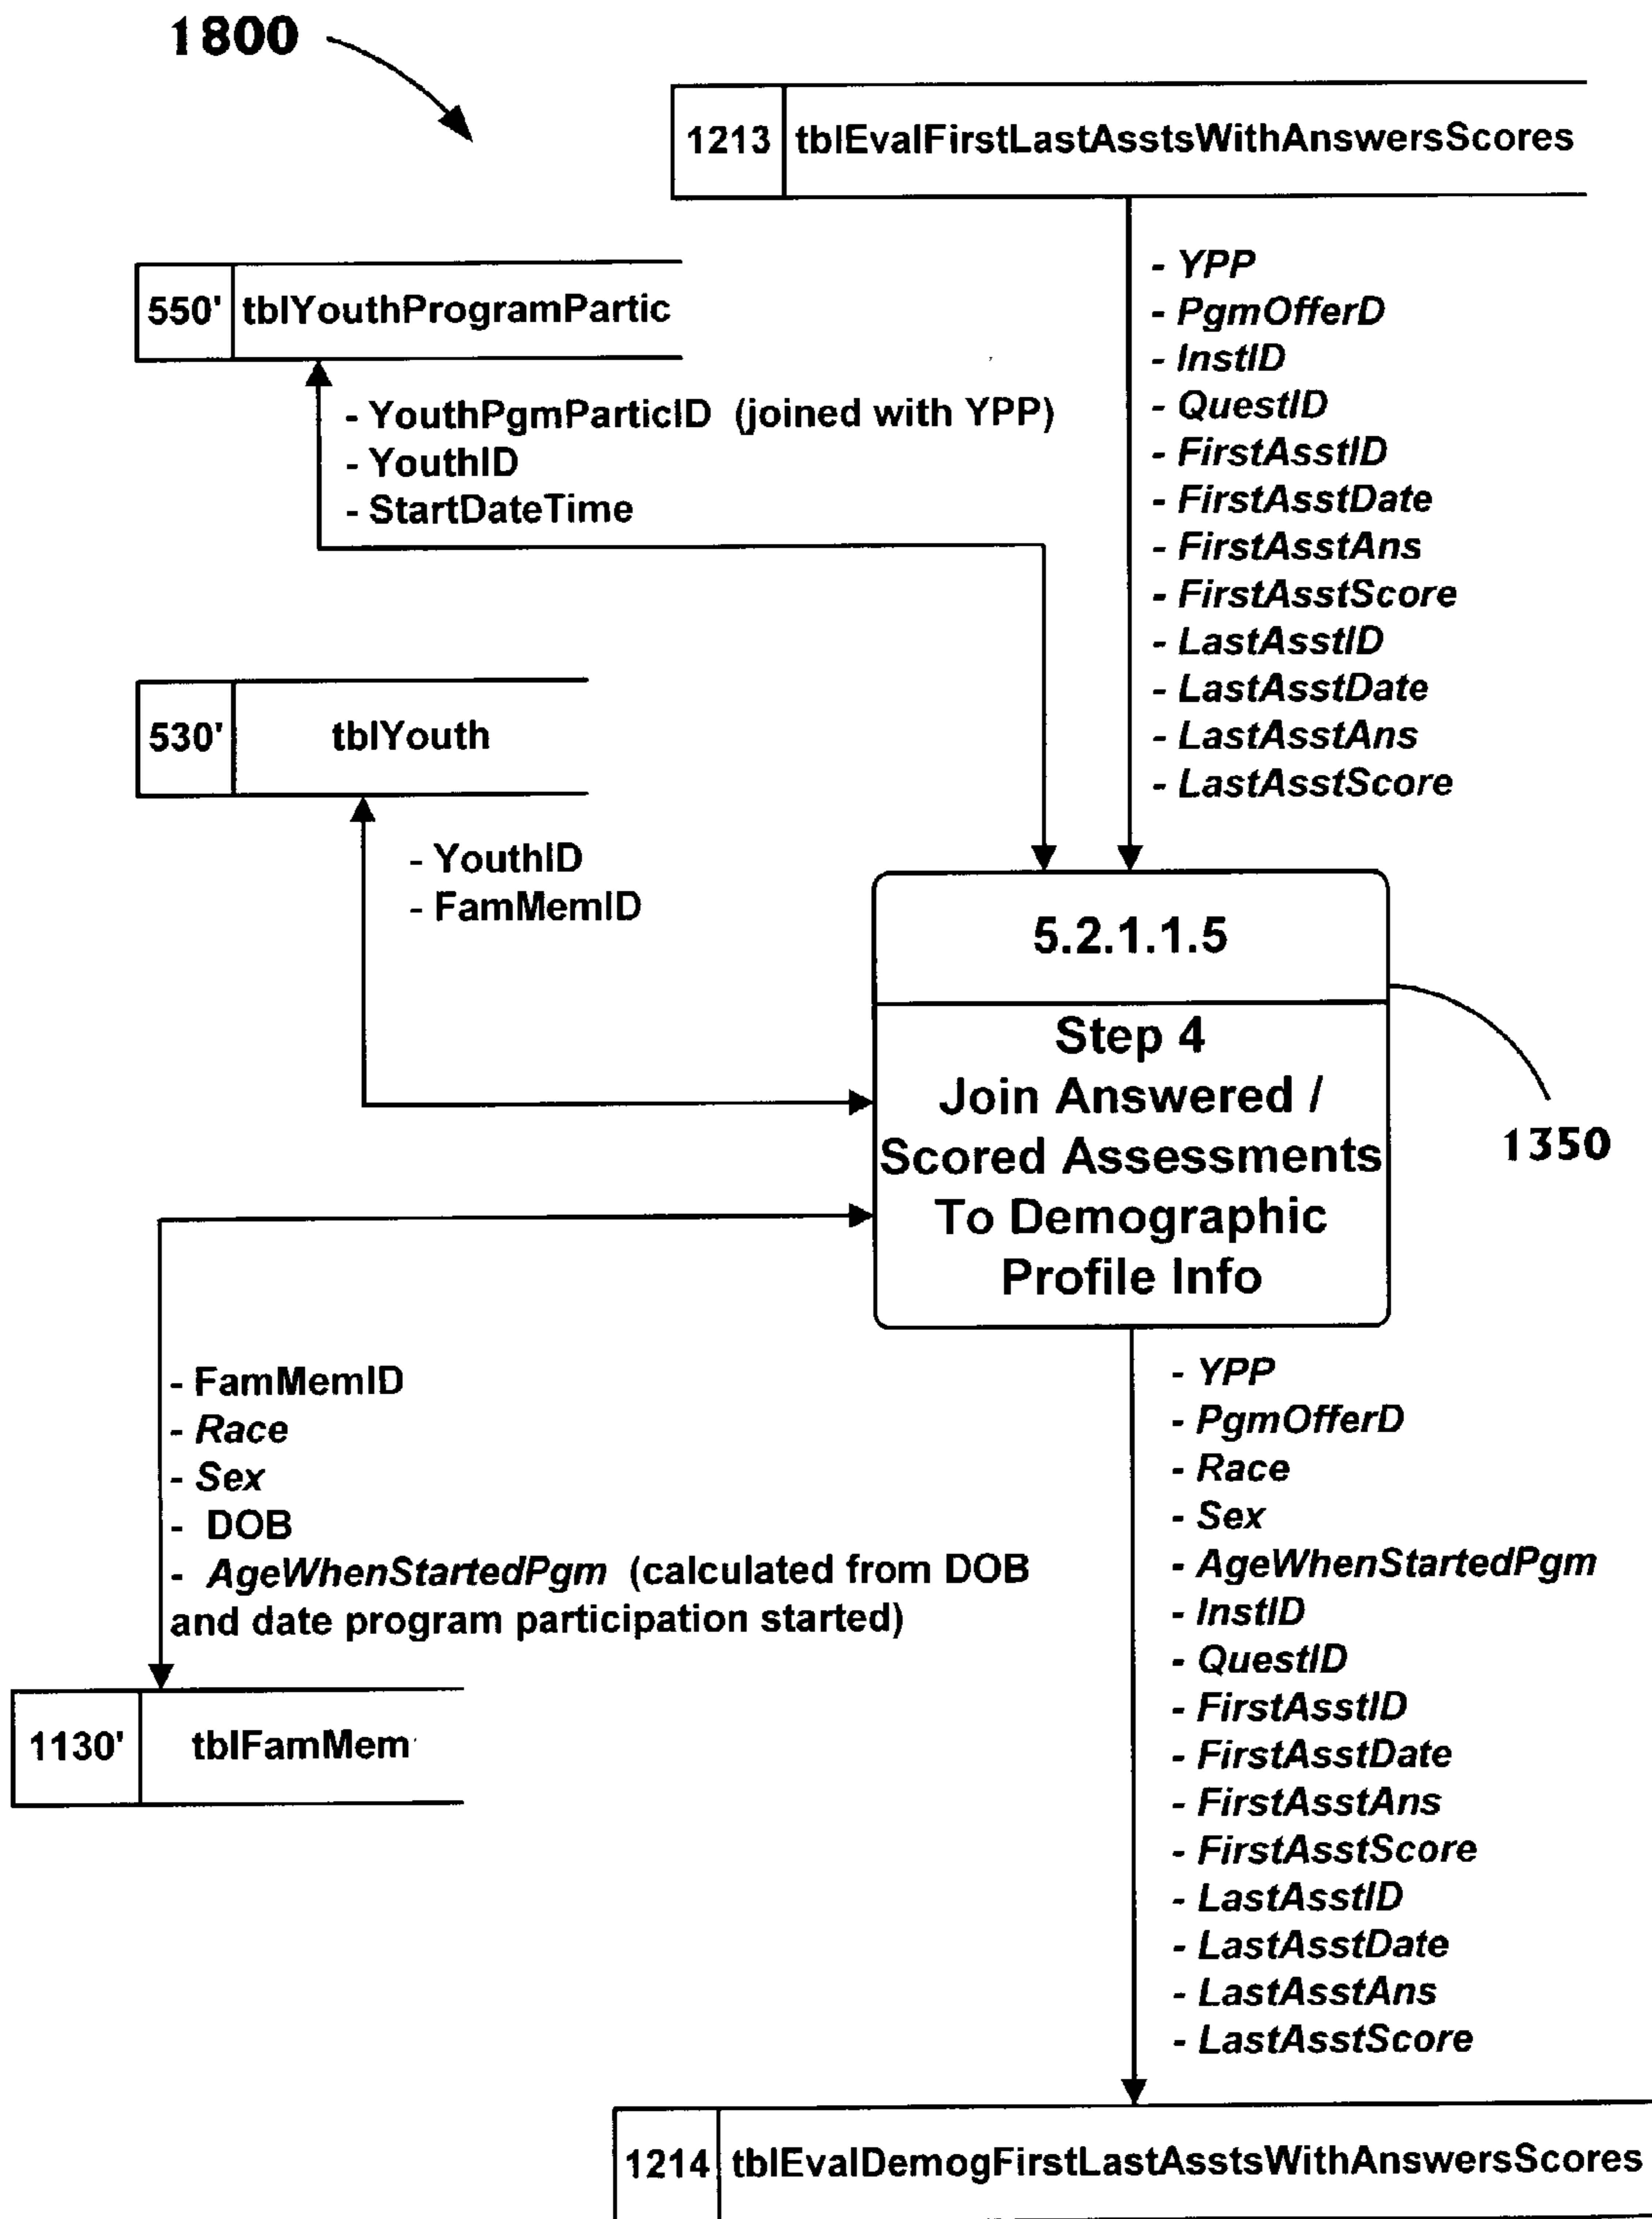 1800
1213 tblEvalFirstLastAsstsWithAnswersScores
- YPP
- PgmOfferD
- InstID
- QuestID
- FirstAsstID
- FirstAsstDate
- FirstAsstAns
- FirstAsstScore
- LastAsstID
- LastAsstDate
- LastAsstAns
- LastAsstScore
550' tblYouthProgramPartic
- YouthPgmParticID (joined with YPP)
- YouthID
- StartDateTime
530' tblYouth
- YouthID
- FamMemID
5.2.1.1.5
Step 4
Join Answered /
Scored Assessments
To Demographic
Profile Info
1350
- FamMemID
- Race
- Sex
- DOB
- AgeWhenStartedPgm (calculated from DOB
and date program participation started)
1130' tblFamMem
- YPP
- PgmOfferD
- Race
- Sex
- AgeWhenStartedPgm
- InstID
- QuestID
- FirstAsstID
- FirstAsstDate
- FirstAsstAns
- FirstAsstScore
- LastAsstID
- LastAsstDate
- LastAsstAns
- LastAsstScore
1214 tblEvalDemogFirstLastAsstsWithAnswersScores